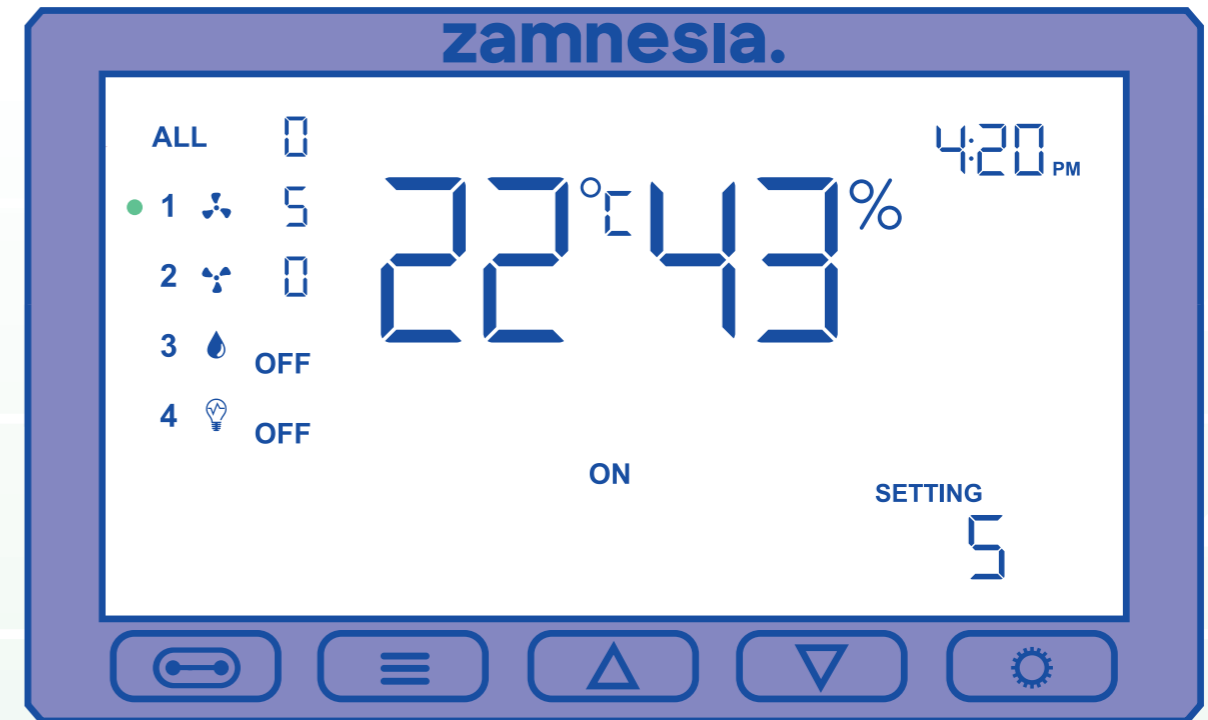 zamnesia.
ALL 0
4:20 PM
1 5
22°C 43%
2 0
3 OFF
4 OFF
ON
SETTING
5